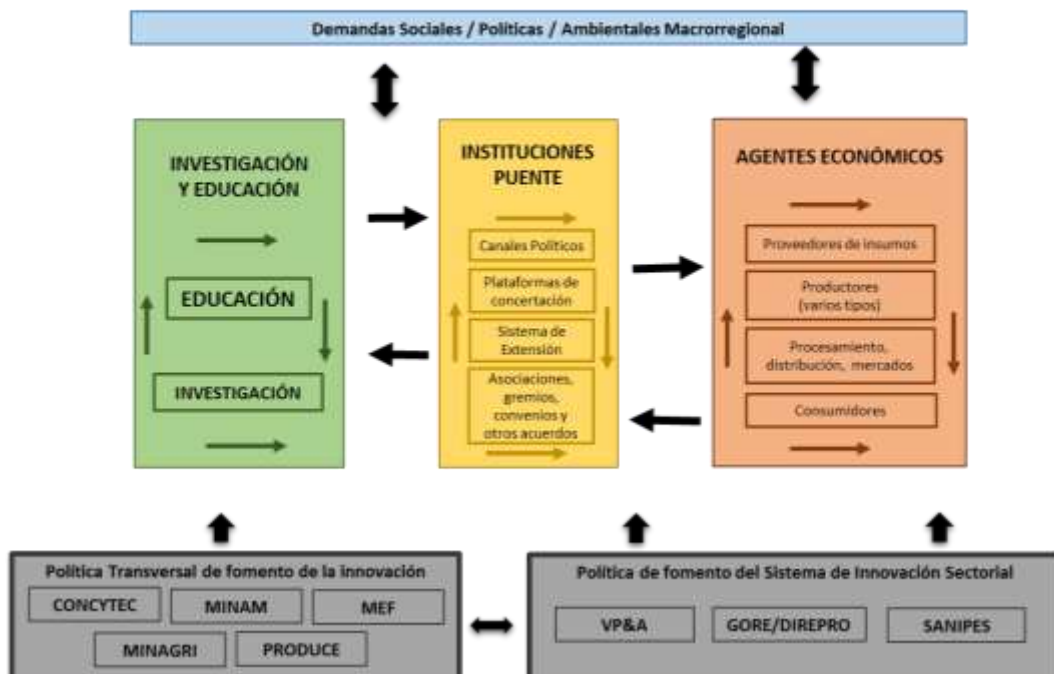 Demandas Sociales / Políticas / Ambientales Macrorregional
INVESTIGACIÓN
Y EDUCACIÓN
EDUCACIÓN
INVESTIGACIÓN
INSTITUCIONES
PUENTE
Canales Políticos
Plataformas de
concertación
Sistema de
Extensión
Asociaciones,
gremios,
convenios y
otros acuerdos
AGENTES ECONÓMICOS
Proveedores de insumos
Productores
(varios tipos)
Procesamiento,
distribución, mercados
Consumidores
Política Transversal de fomento de la innovación
CONCYTEC
MINAM
MEF
MINAGRI
PRODUCE
Política de fomento del Sistema de Innovación Sectorial
VP&A
GORE/DIREPRO
SANIPES